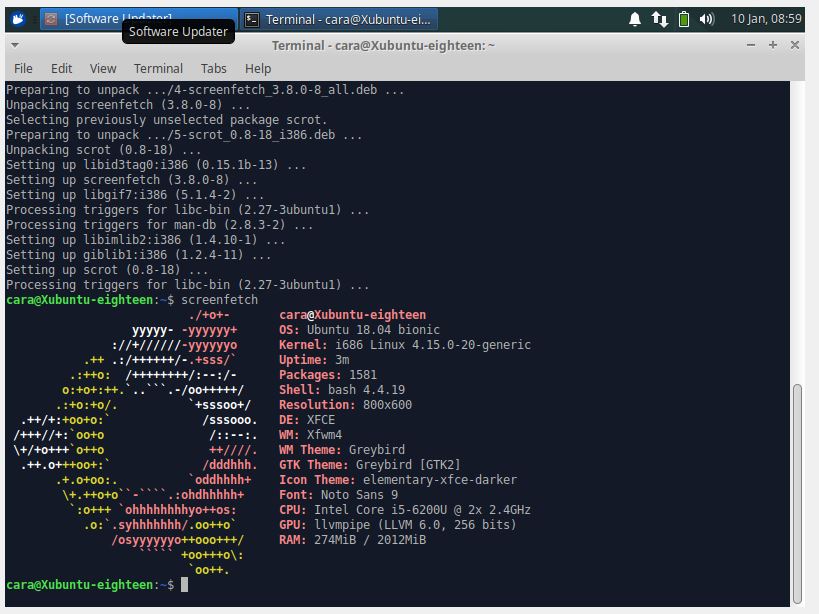 [Software Updater]
Terminal - cara@Xubuntu-ei...
10 Jan, 08:59
Software Updater
Terminal - cara@Xubuntu-eighteen: ~
File Edit View Terminal Tabs Help
Preparing to unpack .../4-screenfetch_3.8.0-8_all.deb ...
Unpacking screenfetch (3.8.0-8) ...
Selecting previously unselected package scrot.
Preparing to unpack .../5-scrot_0.8-18_i386.deb ...
Unpacking scrot (0.8-18) ...
Setting up libid3tag0:i386 (0.15.1b-13) ...
Setting up screenfetch (3.8.0-8) ...
Setting up libgif7:i386 (5.1.4-2) ...
Processing triggers for libc-bin (2.27-3ubuntu1) ...
Processing triggers for man-db (2.8.3-2) ...
Setting up libimlib2:i386 (1.4.10-1) ...
Setting up giblib1:i386 (1.2.4-11) ...
Setting up scrot (0.8-18) ...
Processing triggers for libc-bin (2.27-3ubuntu1) ...
cara@Xubuntu-eighteen:~$ screenfetch
./+o+- cara@Xubuntu-eighteen
yyyyy- -yyyyyy+ OS: Ubuntu 18.04 bionic
://+//////-yyyyyyo Kernel: i686 Linux 4.15.0-20-generic
.++ .:/++++++/-.+sss/` Uptime: 3m
.:++o: /++++++++/:--:/- Packages: 1581
o:+o+:++.`..```.-/oo+++++/ Shell: bash 4.4.19
.:+o:+o/. `+sssoo+/ Resolution: 800x600
.++/+:+oo+o:` /sssooo. DE: XFCE
/+++//+:`oo+o /::--:. WM: Xfwm4
\+/+o+++`o++o ++////. WM Theme: Greybird
.++.o+++oo+:` /dddhhh. GTK Theme: Greybird [GTK2]
.+.o+oo:. `oddhhhh+ Icon Theme: elementary-xfce-darker
\+.++o+o``-````.:ohdhhhhh+ Font: Noto Sans 9
`:o+++ `ohhhhhhhhyo++os: CPU: Intel Core i5-6200U @ 2x 2.4GHz
.o:`.syhhhhhhh/.oo++o` GPU: llvmpipe (LLVM 6.0, 256 bits)
/osyyyyyyo++ooo+++/ RAM: 274MiB / 2012MiB
````` +oo+++o\:
`oo++.
cara@Xubuntu-eighteen:~$